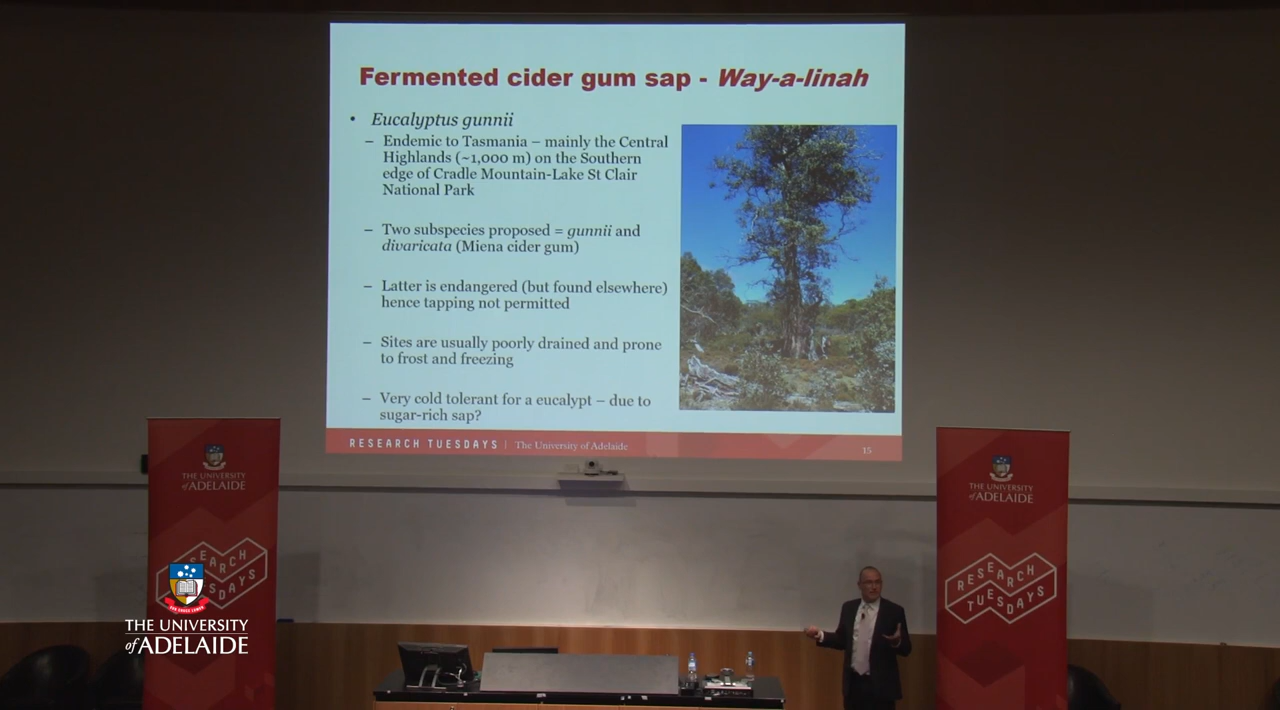 Fermented cider gum sap - Way-a-linah
• Eucalyptus gunnii
– Endemic to Tasmania – mainly the Central
Highlands (~1,000 m) on the Southern
edge of Cradle Mountain-Lake St Clair
National Park
– Two subspecies proposed = gunnii and
divaricata (Miena cider gum)
– Latter is endangered (but found elsewhere)
hence tapping not permitted
– Sites are usually poorly drained and prone
to frost and freezing
– Very cold tolerant for a eucalypt – due to
sugar-rich sap?
RESEARCH TUESDAYS | The University of Adelaide 15
THE UNIVERSITY
of ADELAIDE
SEARCH
SDAYS
THE UNIVERSITY
of ADELAIDE
THE UNIVERSITY
of ADELAIDE
RESEARCH
TUESDAYS